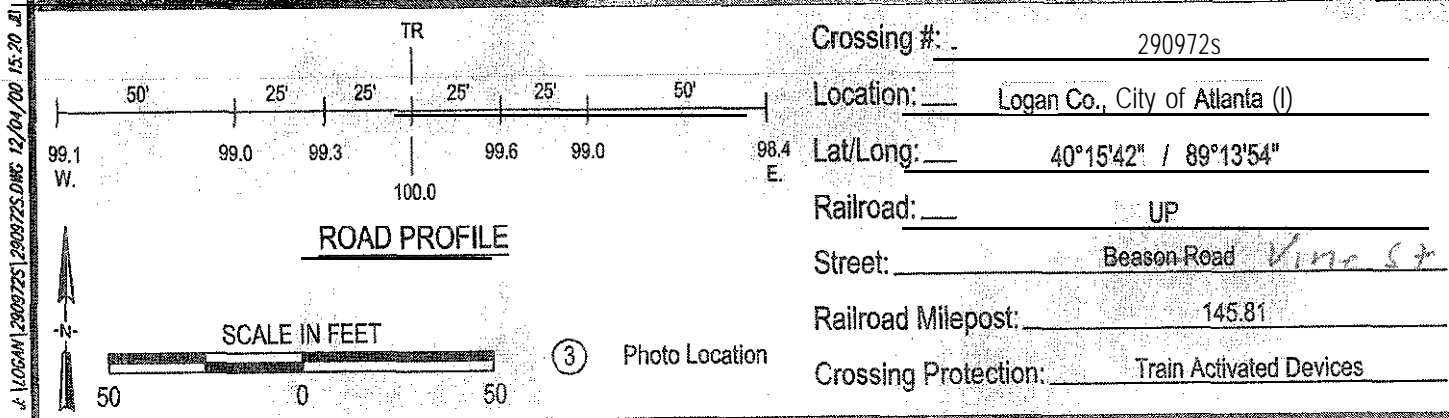 J:\LOGAN\290972S\290972S.DWG 12/04/00 15:20
TR
50' 25' 25' 25' 25' 50'
99.1 99.0 99.3 99.6 99.0 98.4
W. E.
100.0
ROAD PROFILE
-N-
SCALE IN FEET
50 0 50
3 Photo Location
Crossing #: 290972s
Location: Logan Co., City of Atlanta (I)
Lat/Long: 40°15'42" / 89°13'54"
Railroad: UP
Street: Beason Road Vine St
Railroad Milepost: 145.81
Crossing Protection: Train Activated Devices